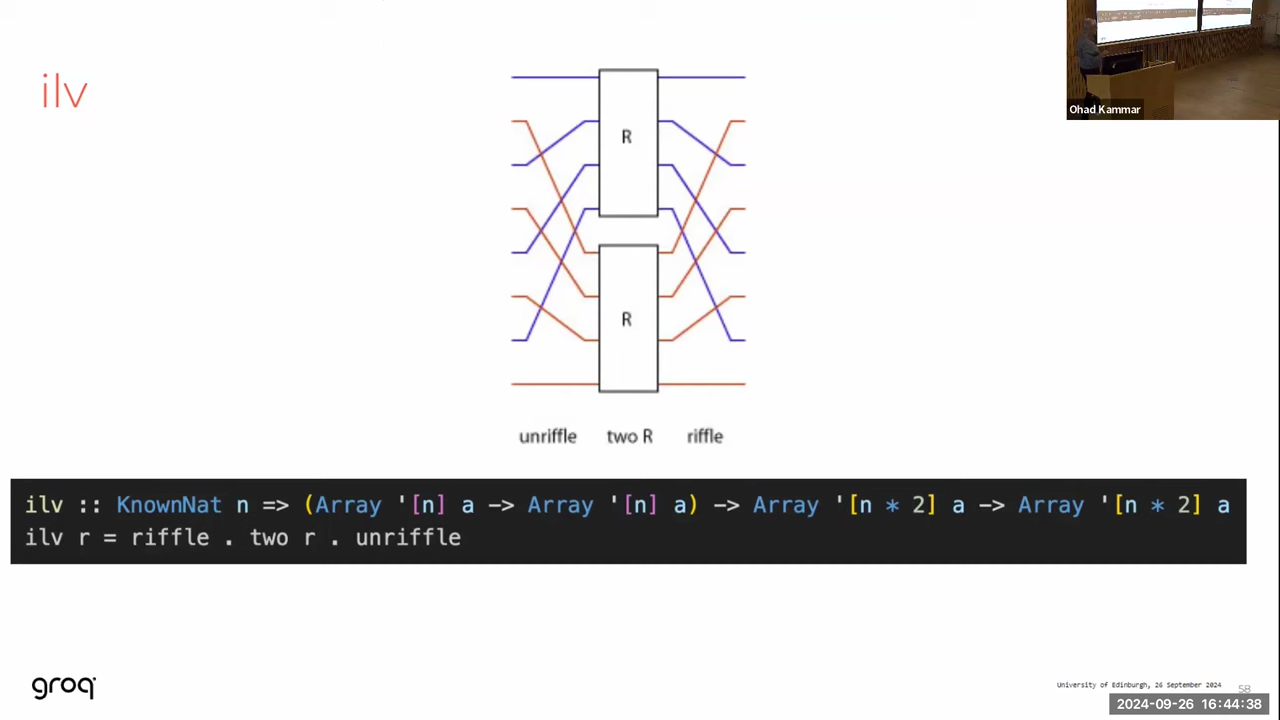 ilv
Ohad Kammar
R
R
unriffle two R riffle
ilv :: KnownNat n => (Array '[n] a -> Array '[n] a) -> Array '[n * 2] a -> Array '[n * 2] a
ilv r = riffle . two r . unriffle
groq
University of Edinburgh, 26 September 2024
58
2024-09-26 16:44:38